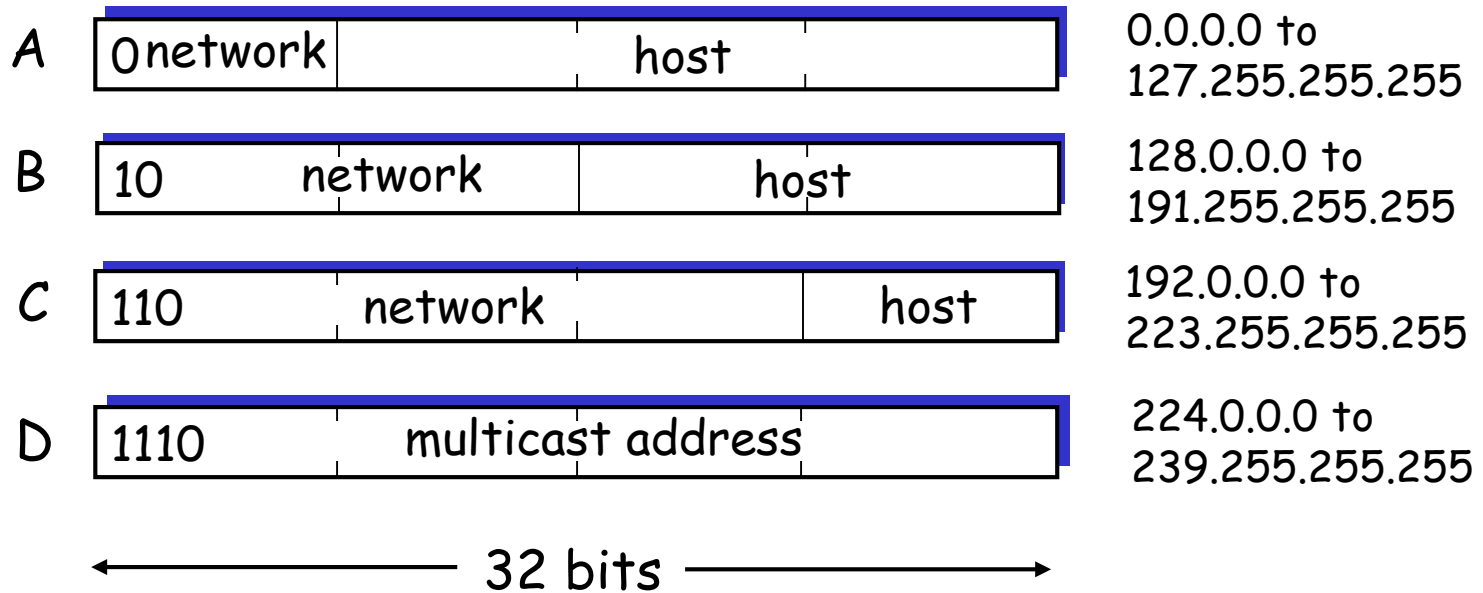 A
0 network
host
0.0.0.0 to
127.255.255.255
B
10
network
host
128.0.0.0 to
191.255.255.255
C
110
network
host
192.0.0.0 to
223.255.255.255
D
1110
multicast address
224.0.0.0 to
239.255.255.255
32 bits